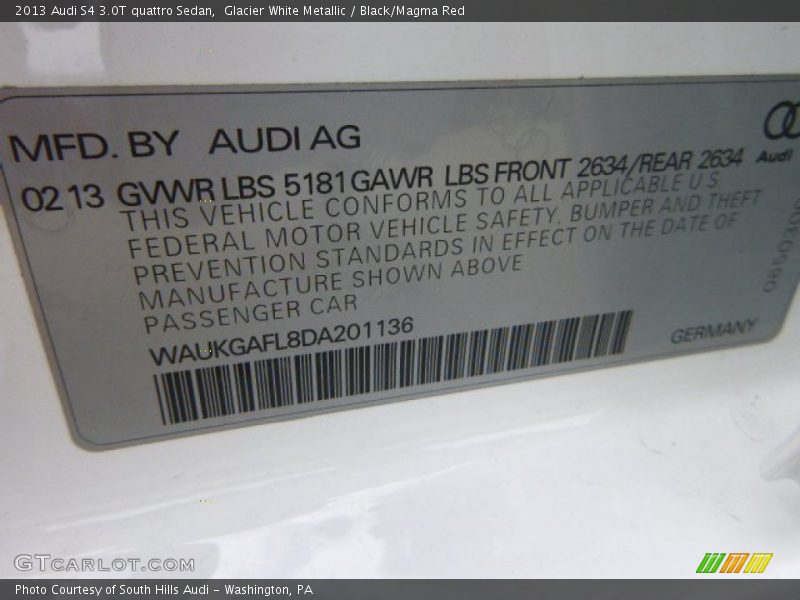 2013 Audi S4 3.0T quattro Sedan,  Glacier White Metallic / Black/Magma Red
MFD. BY AUDI AG
Audi
02 13 GVWR LBS 5181 GAWR LBS FRONT 2634/REAR 2634
THIS VEHICLE CONFORMS TO ALL APPLICABLE U S
FEDERAL MOTOR VEHICLE SAFETY, BUMPER AND THEFT
PREVENTION STANDARDS IN EFFECT ON THE DATE OF
MANUFACTURE SHOWN ABOVE
PASSENGER CAR
WAUKGAFL8DA201136
GERMANY
GTCARLOT.COM
Photo Courtesy of South Hills Audi - Washington, PA